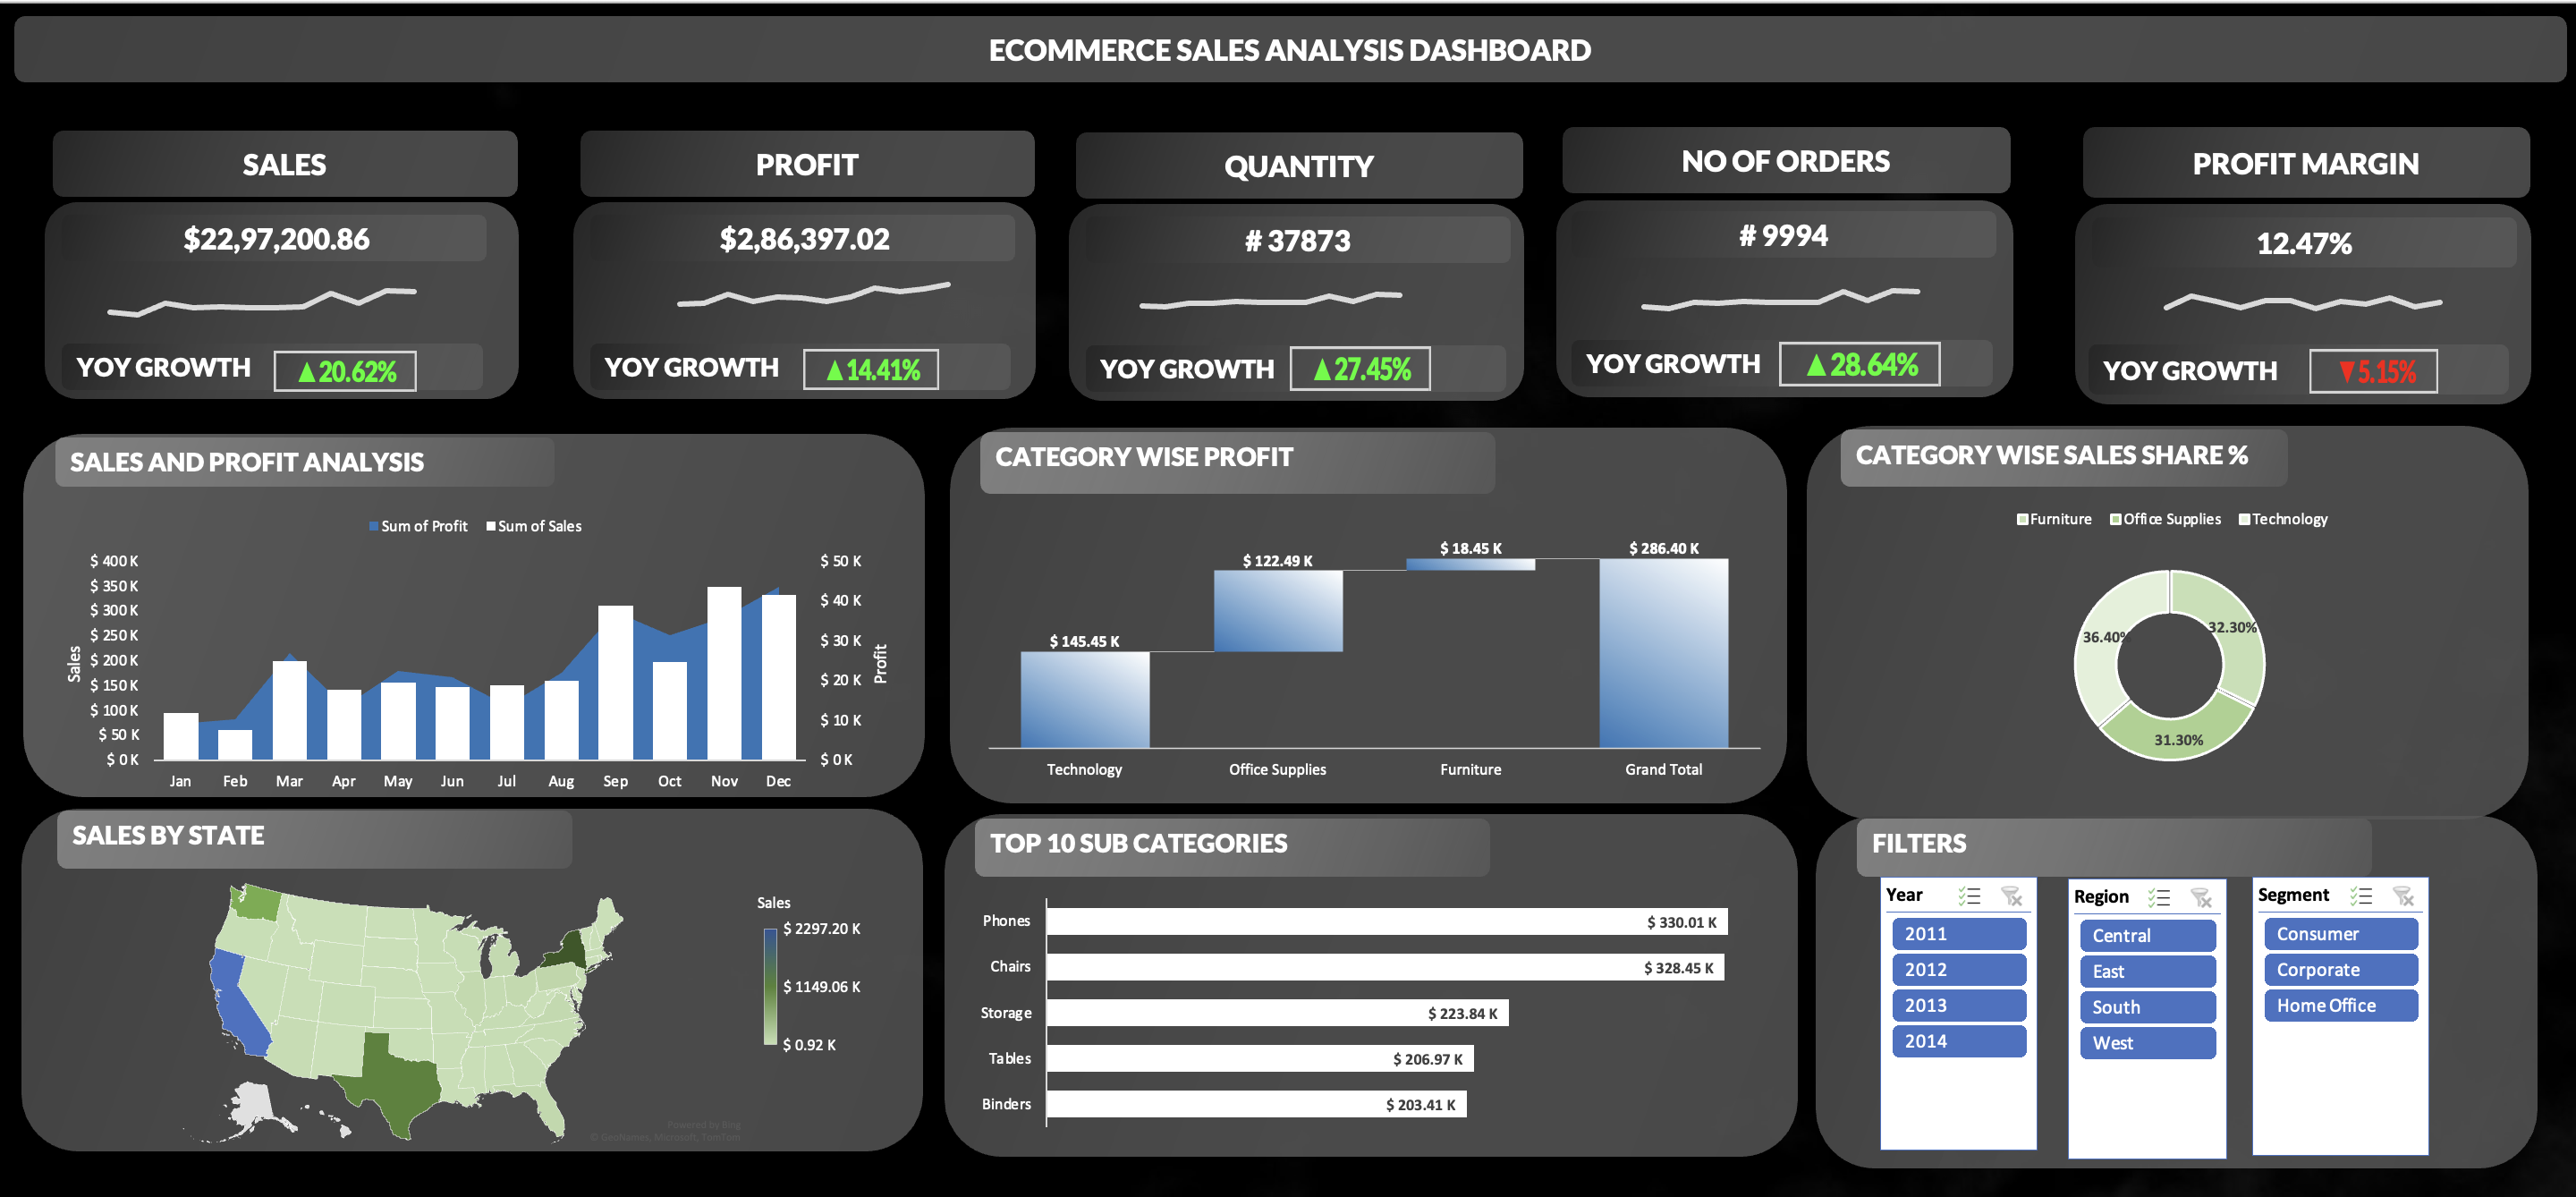 ECOMMERCE SALES ANALYSIS DASHBOARD
SALES
$22,97,200.86
YOY GROWTH ▲20.62%
PROFIT
$2,86,397.02
YOY GROWTH ▲14.41%
QUANTITY
# 37873
YOY GROWTH ▲27.45%
NO OF ORDERS
# 9994
YOY GROWTH ▲28.64%
PROFIT MARGIN
12.47%
YOY GROWTH ▼5.15%
SALES AND PROFIT ANALYSIS
Sum of Profit Sum of Sales
Sales
$ 400 K
$ 350 K
$ 300 K
$ 250 K
$ 200 K
$ 150 K
$ 100 K
$ 50 K
$ 0 K
$ 50 K
$ 40 K
$ 30 K
$ 20 K
$ 10 K
$ 0 K
Profit
Jan Feb Mar Apr May Jun Jul Aug Sep Oct Nov Dec
CATEGORY WISE PROFIT
$ 145.45 K
$ 122.49 K
$ 18.45 K
$ 286.40 K
Technology Office Supplies Furniture Grand Total
CATEGORY WISE SALES SHARE %
Furniture Office Supplies Technology
36.40%
32.30%
31.30%
SALES BY STATE
Sales
$ 2297.20 K
$ 1149.06 K
$ 0.92 K
Powered by Bing
© GeoNames, Microsoft, TomTom
TOP 10 SUB CATEGORIES
Phones $ 330.01 K
Chairs $ 328.45 K
Storage $ 223.84 K
Tables $ 206.97 K
Binders $ 203.41 K
FILTERS
Year
2011
2012
2013
2014
Region
Central
East
South
West
Segment
Consumer
Corporate
Home Office